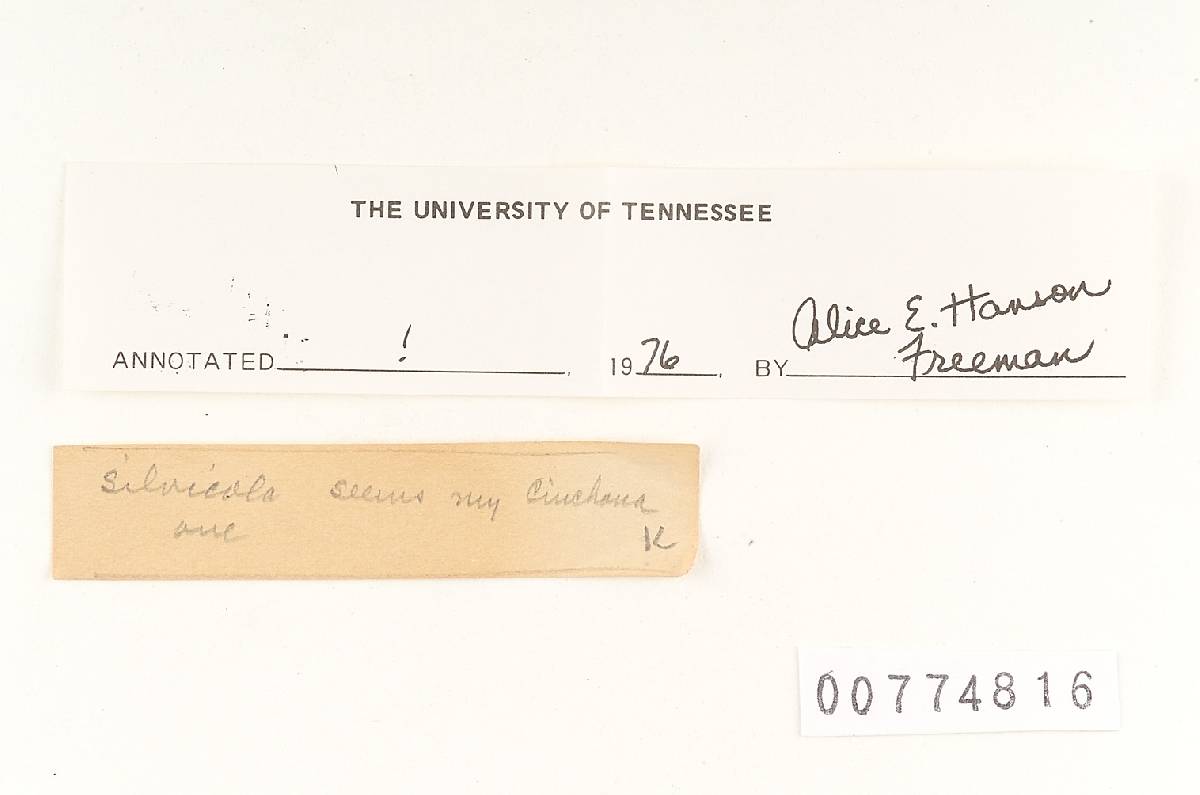 THE UNIVERSITY OF TENNESSEE
Alice E. Hanson
ANNOTATED ! , 1976 . BY Freeman
silvicola seems my Cinchona
one
K
00774816